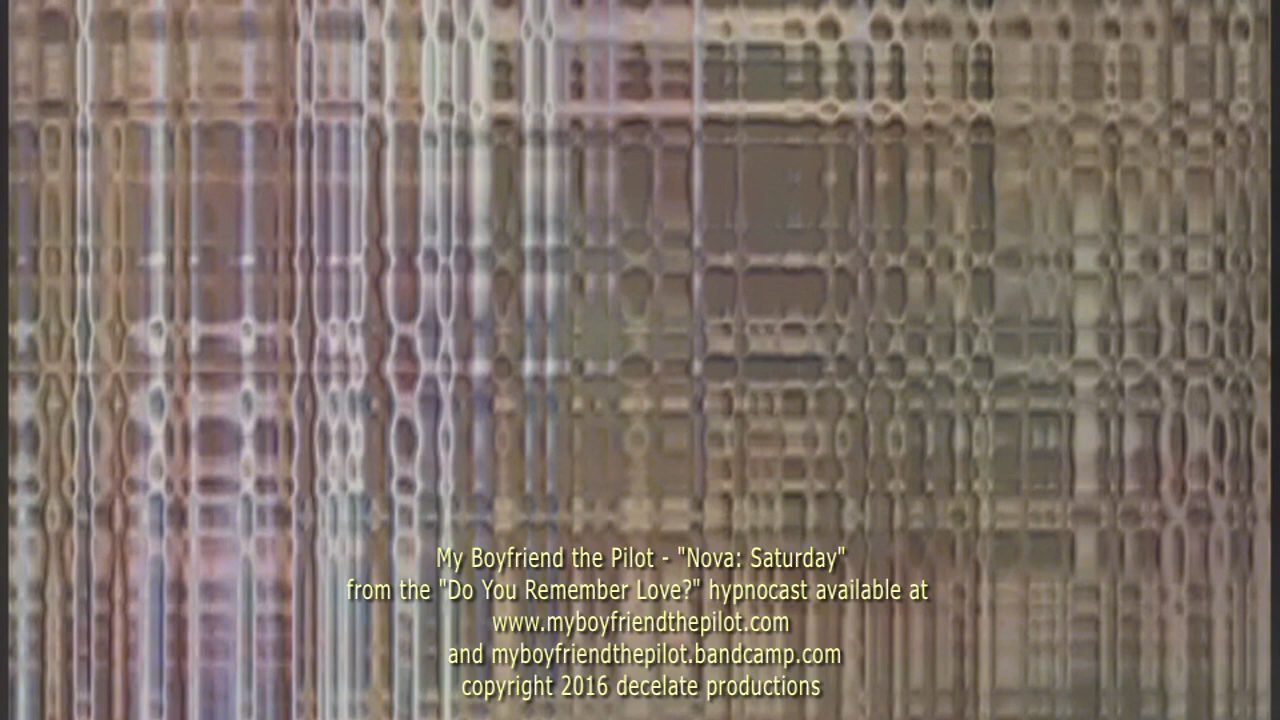 My Boyfriend the Pilot - "Nova: Saturday"
from the "Do You Remember Love?" hypnocast available at
www.myboyfriendthepilot.com
and myboyfriendthepilot.bandcamp.com
copyright 2016 decelate productions